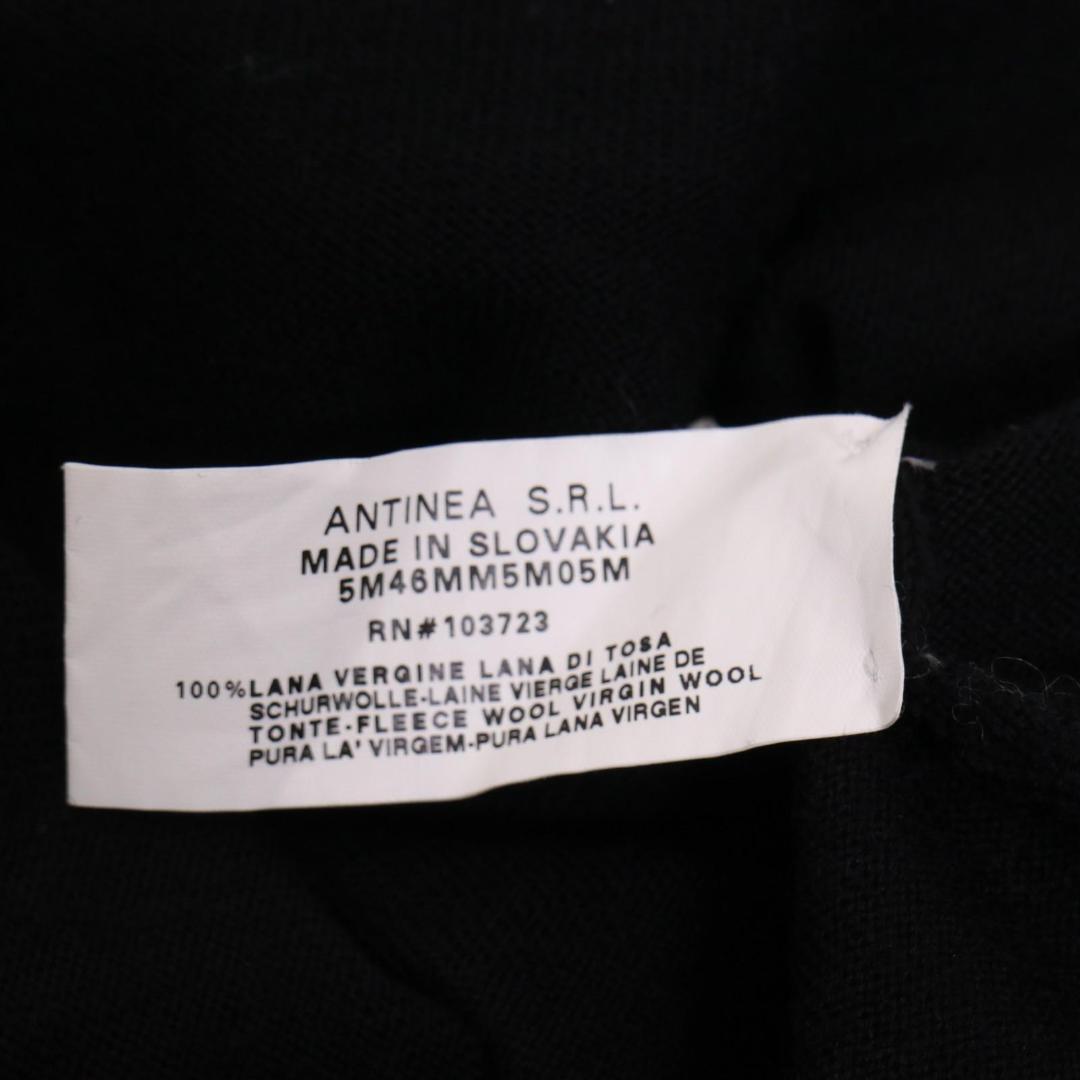 ANTINEA S.R.L.
MADE IN SLOVAKIA
5M46MM5M05M
RN#103723
100%LANA VERGINE LANA DI TOSA
SCHURWOLLE-LAINE VIERGE LAINE DE
TONTE-FLEECE WOOL VIRGIN WOOL
PURA LA' VIRGEM-PURA LANA VIRGEN